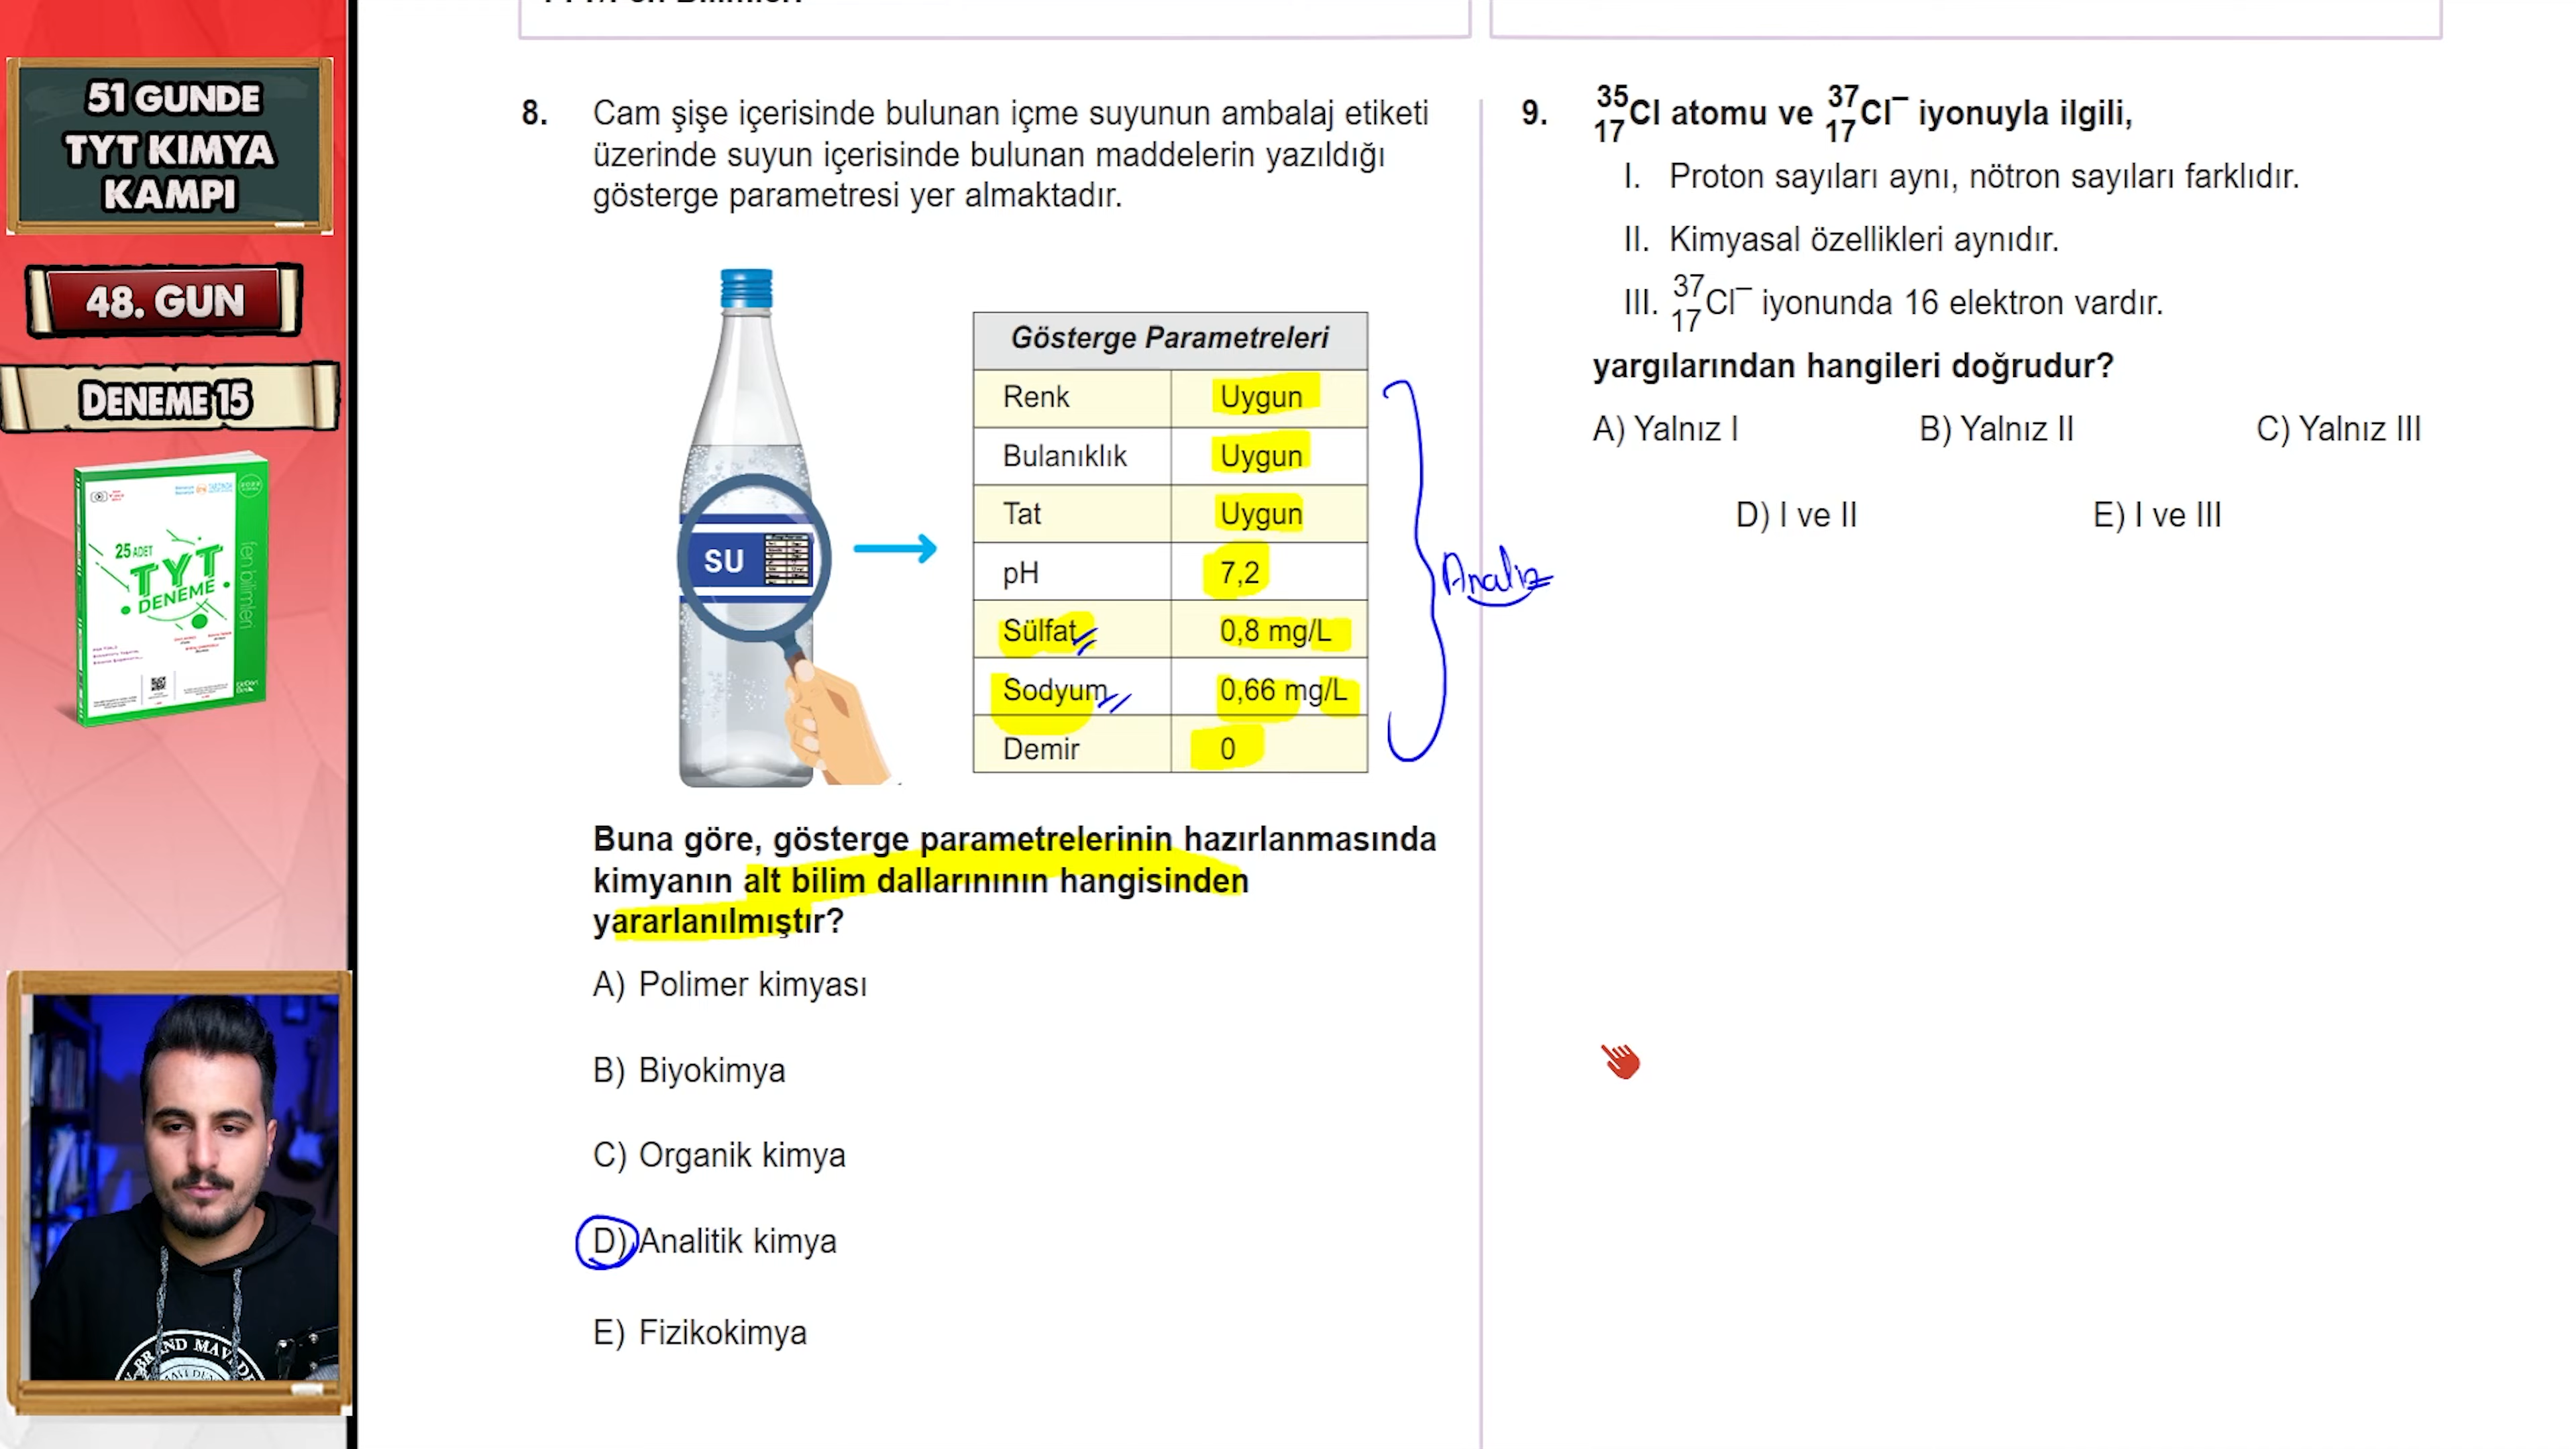 51 GUNDE
TYT KIMYA
KAMPI
48. GUN
DENEME 15
25 ADET
TYT
DENEME
fen bilimleri
8. Cam şişe içerisinde bulunan içme suyunun ambalaj etiketi
üzerinde suyun içerisinde bulunan maddelerin yazıldığı
gösterge parametresi yer almaktadır.
SU
Gösterge Parametreleri
Renk Uygun
Bulanıklık Uygun
Tat Uygun
pH 7,2
Sülfat 0,8 mg/L
Sodyum 0,66 mg/L
Demir 0
Analiz
Buna göre, gösterge parametrelerinin hazırlanmasında
kimyanın alt bilim dallarınının hangisinden
yararlanılmıştır?
A) Polimer kimyası
B) Biyokimya
C) Organik kimya
D) Analitik kimya
E) Fizikokimya
9. ³⁵₁₇Cl atomu ve ³⁷₁₇Cl⁻ iyonuyla ilgili,
I. Proton sayıları aynı, nötron sayıları farklıdır.
II. Kimyasal özellikleri aynıdır.
III. ³⁷₁₇Cl⁻ iyonunda 16 elektron vardır.
yargılarından hangileri doğrudur?
A) Yalnız I B) Yalnız II C) Yalnız III
D) I ve II E) I ve III